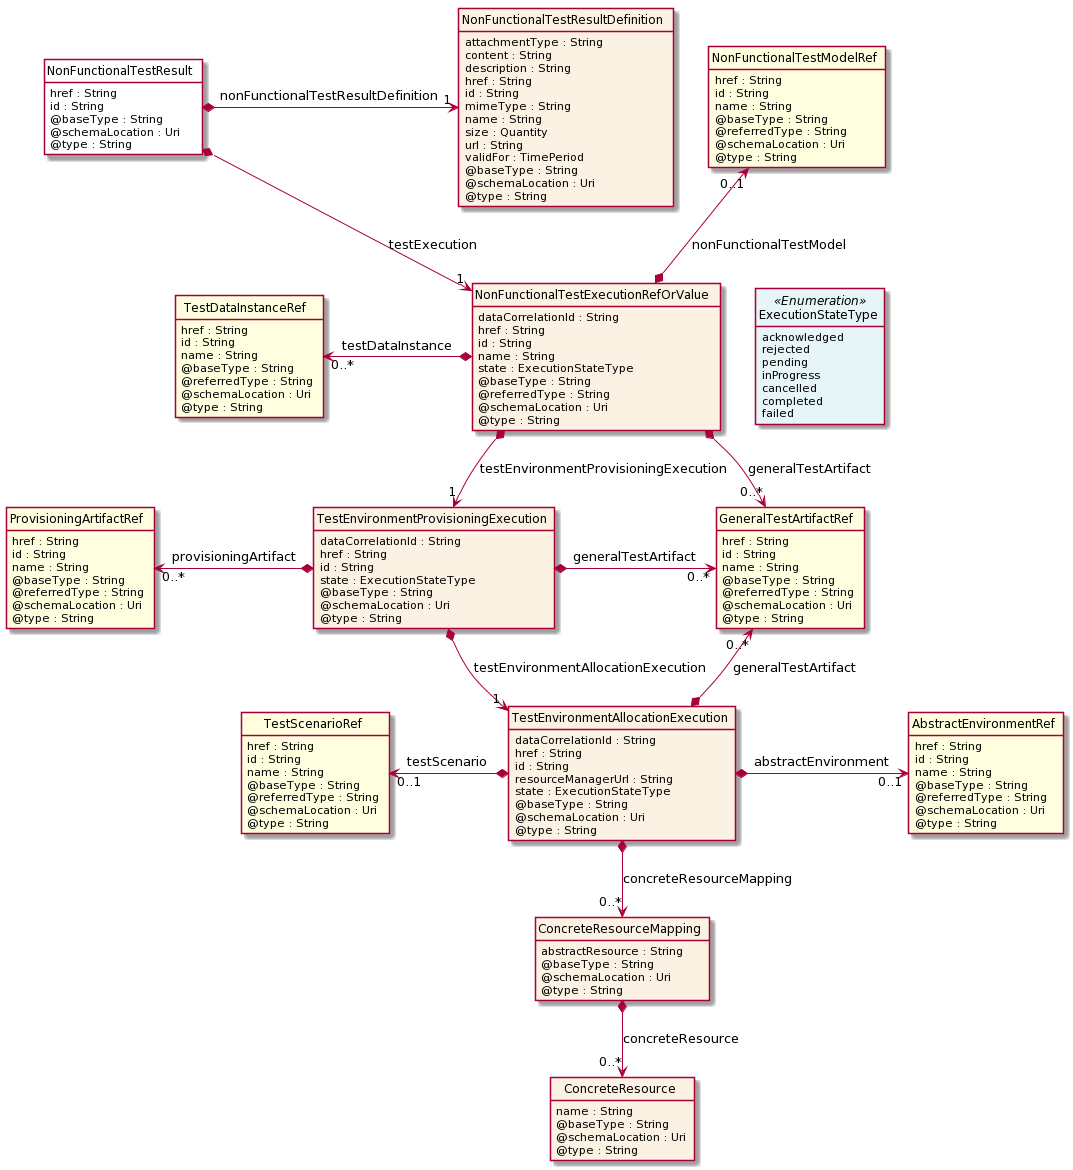 NonFunctionalTestResultDefinition
attachmentType : String
content : String
description : String
href : String
id : String
mimeType : String
name : String
size : Quantity
url : String
validFor : TimePeriod
@baseType : String
@schemaLocation : Uri
@type : String
NonFunctionalTestModelRef
href : String
id : String
name : String
@baseType : String
@referredType : String
@schemaLocation : Uri
@type : String
NonFunctionalTestResult
href : String
id : String
@baseType : String
@schemaLocation : Uri
@type : String
nonFunctionalTestResultDefinition
1
0..1
testExecution
nonFunctionalTestModel
1
NonFunctionalTestExecutionRefOrValue
dataCorrelationId : String
href : String
id : String
name : String
state : ExecutionStateType
@baseType : String
@referredType : String
@schemaLocation : Uri
@type : String
«Enumeration»
ExecutionStateType
acknowledged
rejected
pending
inProgress
cancelled
completed
failed
TestDataInstanceRef
href : String
id : String
name : String
@baseType : String
@referredType : String
@schemaLocation : Uri
@type : String
testDataInstance
0..*
testEnvironmentProvisioningExecution
generalTestArtifact
1
0..*
ProvisioningArtifactRef
href : String
id : String
name : String
@baseType : String
@referredType : String
@schemaLocation : Uri
@type : String
provisioningArtifact
0..*
TestEnvironmentProvisioningExecution
dataCorrelationId : String
href : String
id : String
state : ExecutionStateType
@baseType : String
@schemaLocation : Uri
@type : String
generalTestArtifact
0..*
GeneralTestArtifactRef
href : String
id : String
name : String
@baseType : String
@referredType : String
@schemaLocation : Uri
@type : String
0..*
testEnvironmentAllocationExecution
generalTestArtifact
1
TestScenarioRef
href : String
id : String
name : String
@baseType : String
@referredType : String
@schemaLocation : Uri
@type : String
testScenario
0..1
TestEnvironmentAllocationExecution
dataCorrelationId : String
href : String
id : String
resourceManagerUrl : String
state : ExecutionStateType
@baseType : String
@schemaLocation : Uri
@type : String
abstractEnvironment
0..1
AbstractEnvironmentRef
href : String
id : String
name : String
@baseType : String
@referredType : String
@schemaLocation : Uri
@type : String
concreteResourceMapping
0..*
ConcreteResourceMapping
abstractResource : String
@baseType : String
@schemaLocation : Uri
@type : String
concreteResource
0..*
ConcreteResource
name : String
@baseType : String
@schemaLocation : Uri
@type : String